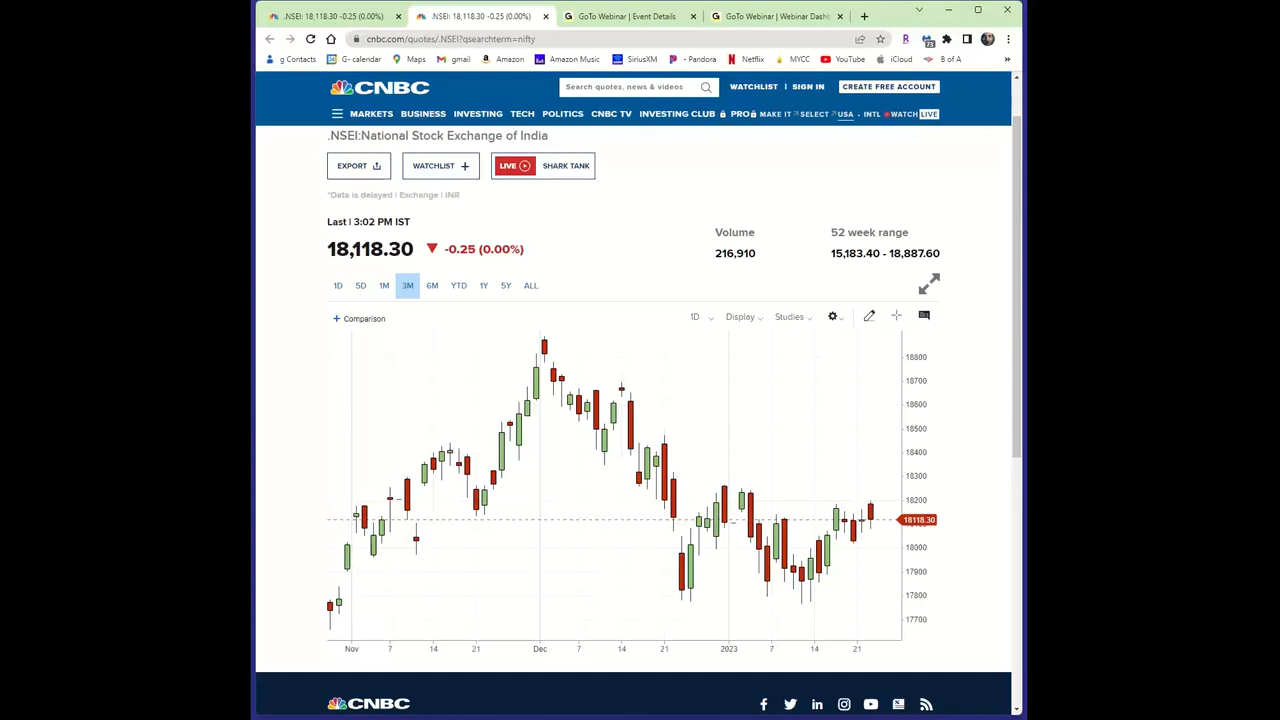 .NSEI: 18,118.30 -0.25 (0.00%)
.NSEI: 18,118.30 -0.25 (0.00%)
GoTo Webinar | Event Details
GoTo Webinar | Webinar Dashb
cnbc.com/quotes/.NSEI?qsearchterm=nifty
73
g Contacts
G- calendar
Maps
gmail
Amazon
Amazon Music
SiriusXM
- Pandora
Netflix
MYCC
YouTube
iCloud
B of A
CNBC
Search quotes, news & videos
WATCHLIST | SIGN IN
CREATE FREE ACCOUNT
MARKETS BUSINESS INVESTING TECH POLITICS CNBC TV INVESTING CLUB PRO MAKE IT SELECT USA • INTL WATCH LIVE
.NSEI:National Stock Exchange of India
EXPORT
WATCHLIST
LIVE
SHARK TANK
*Data is delayed | Exchange | INR
Last | 3:02 PM IST
18,118.30
-0.25 (0.00%)
Volume
216,910
52 week range
15,183.40 - 18,887.60
1D 5D 1M 3M 6M YTD 1Y 5Y ALL
+ Comparison
1D
Display
Studies
18800
18700
18600
18500
18400
18300
18200
18118.30
18000
17900
17800
17700
Nov 7 14 21 Dec 7 14 21 2023 7 14 21
CNBC